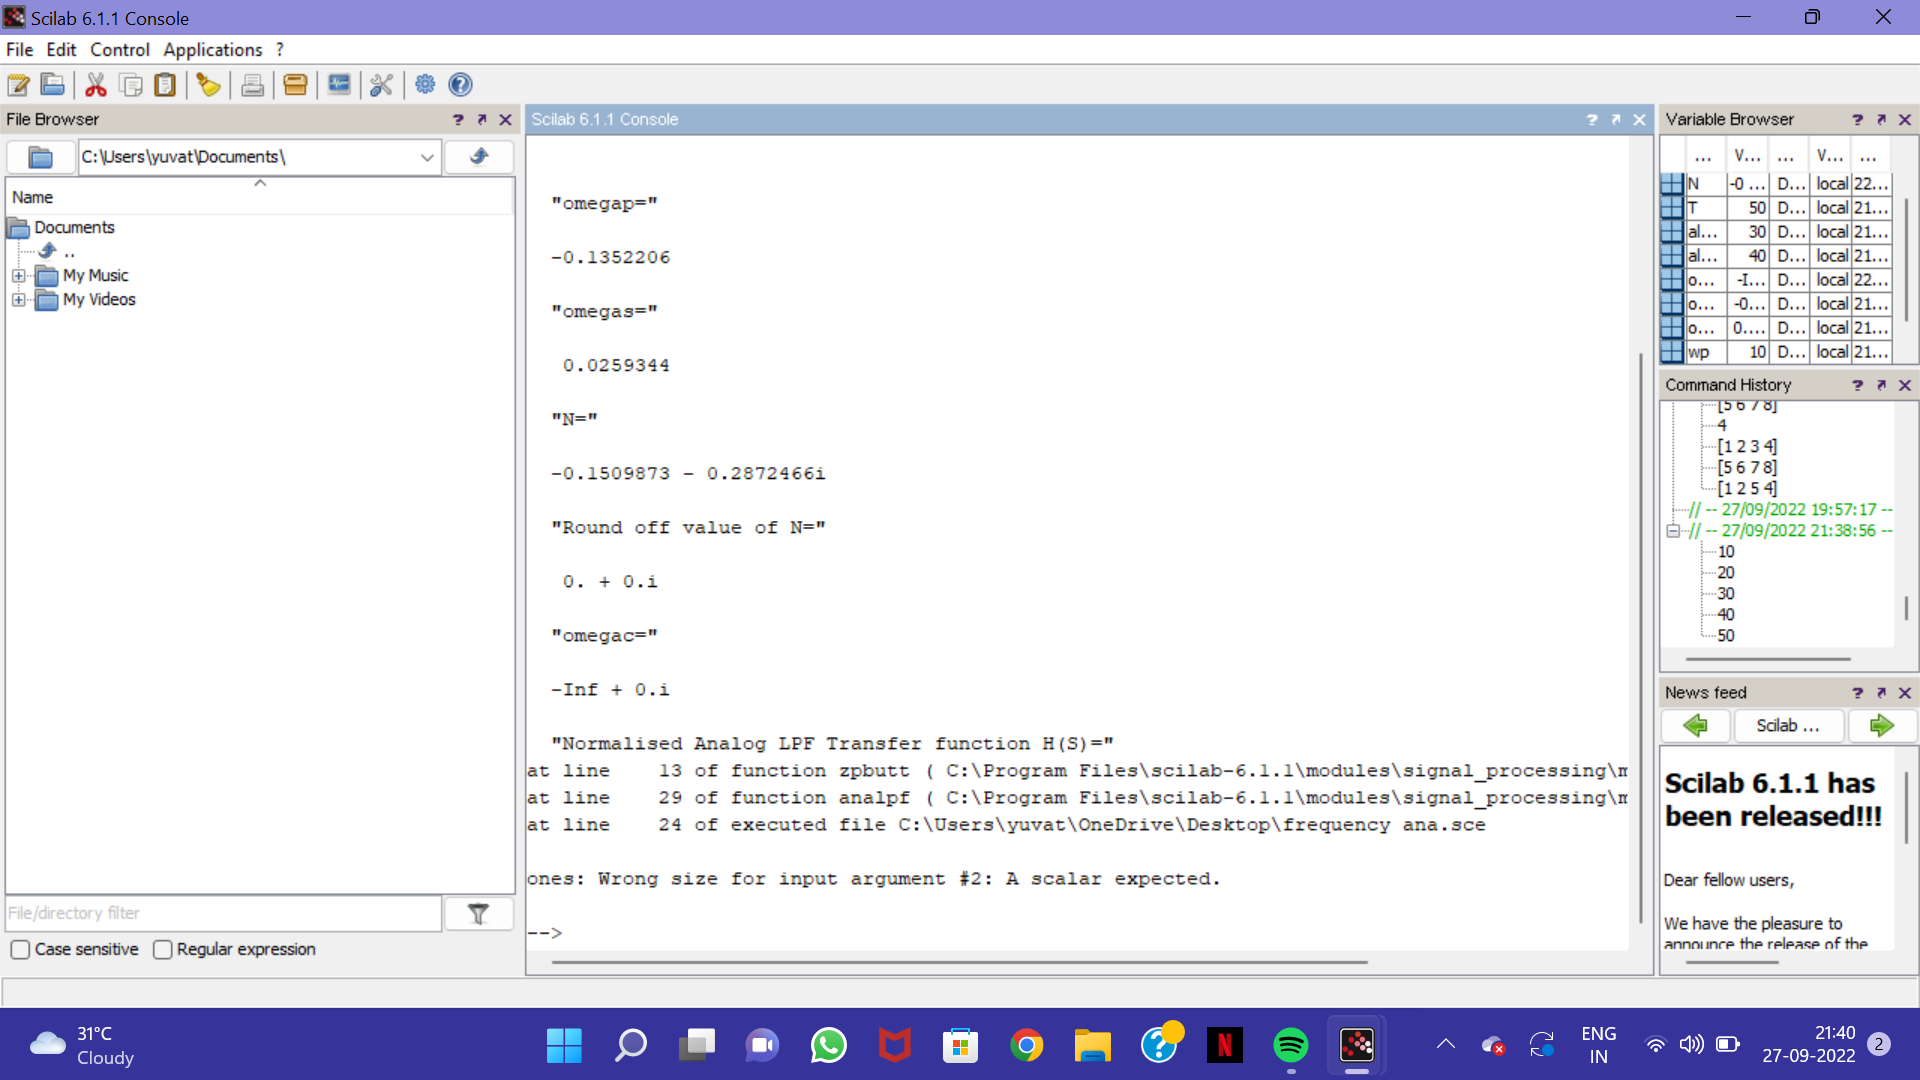 Scilab 6.1.1 Console
File Edit Control Applications ?
File Browser
C:\Users\yuvat\Documents\
Name
Documents
..
My Music
My Videos
File/directory filter
Case sensitive Regular expression
Scilab 6.1.1 Console
"omegap="
-0.1352206
"omegas="
0.0259344
"N="
-0.1509873 - 0.2872466i
"Round off value of N="
0. + 0.i
"omegac="
-Inf + 0.i
"Normalised Analog LPF Transfer function H(S)="
at line 13 of function zpbutt ( C:\Program Files\scilab-6.1.1\modules\signal_processing\m
at line 29 of function analpf ( C:\Program Files\scilab-6.1.1\modules\signal_processing\m
at line 24 of executed file C:\Users\yuvat\OneDrive\Desktop\frequency ana.sce
ones: Wrong size for input argument #2: A scalar expected.
-->
Variable Browser
... V... ... V... ...
N -0 ... D... local 22...
T 50 D... local 21...
al... 30 D... local 21...
al... 40 D... local 21...
o... -I... D... local 22...
o... -0... D... local 21...
o... 0.... D... local 21...
wp 10 D... local 21...
Command History
[5 6 7 8]
4
[1 2 3 4]
[5 6 7 8]
[1 2 5 4]
// -- 27/09/2022 19:57:17 --
// -- 27/09/2022 21:38:56 --
10
20
30
40
50
News feed
Scilab ...
Scilab 6.1.1 has
been released!!!
Dear fellow users,
We have the pleasure to
announce the release of the
31°C
Cloudy
ENG
IN
21:40
27-09-2022
2